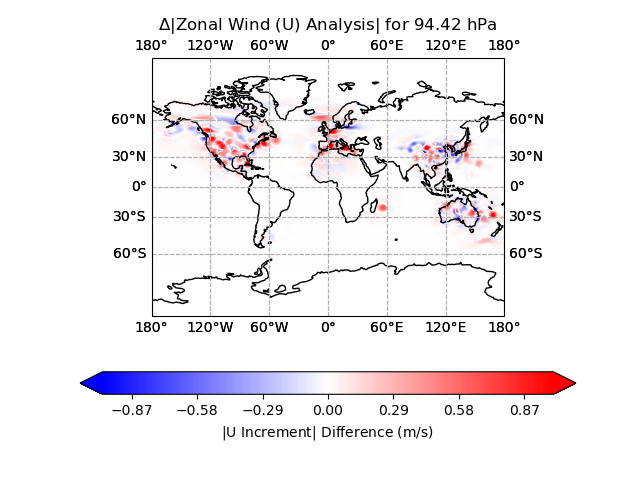 Δ|Zonal Wind (U) Analysis| for 94.42 hPa
180° 120°W 60°W 0° 60°E 120°E 180°
60°N 60°N
30°N 30°N
0° 0°
30°S 30°S
60°S 60°S
180° 120°W 60°W 0° 60°E 120°E 180°
−0.87 −0.58 −0.29 0.00 0.29 0.58 0.87
|U Increment| Difference (m/s)